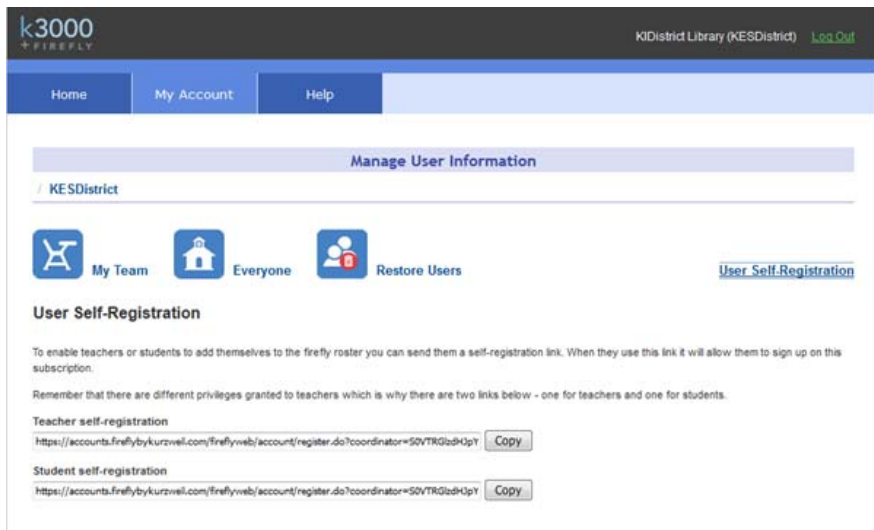 k3000
+ FIREFLY
KIDistrict Library (KESDistrict) Log Out
Home My Account Help
Manage User Information
/ KESDistrict
My Team Everyone Restore Users User Self-Registration
User Self-Registration
To enable teachers or students to add themselves to the firefly roster you can send them a self-registration link. When they use this link it will allow them to sign up on this
subscription.
Remember that there are different privileges granted to teachers which is why there are two links below - one for teachers and one for students.
Teacher self-registration
https://accounts.fireflybykurzweil.com/fireflyweb/account/register.do?coordinator=S0VTRGlzdHJpY Copy
Student self-registration
https://accounts.fireflybykurzweil.com/fireflyweb/account/register.do?coordinator=S0VTRGlzdHJpY Copy